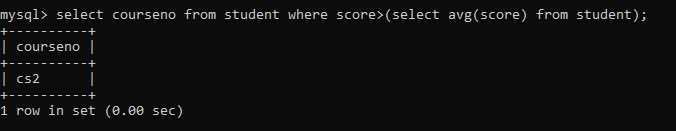 mysql> select courseno from student where score>(select avg(score) from student);
+----------+
| courseno |
+----------+
| cs2      |
+----------+
1 row in set (0.00 sec)